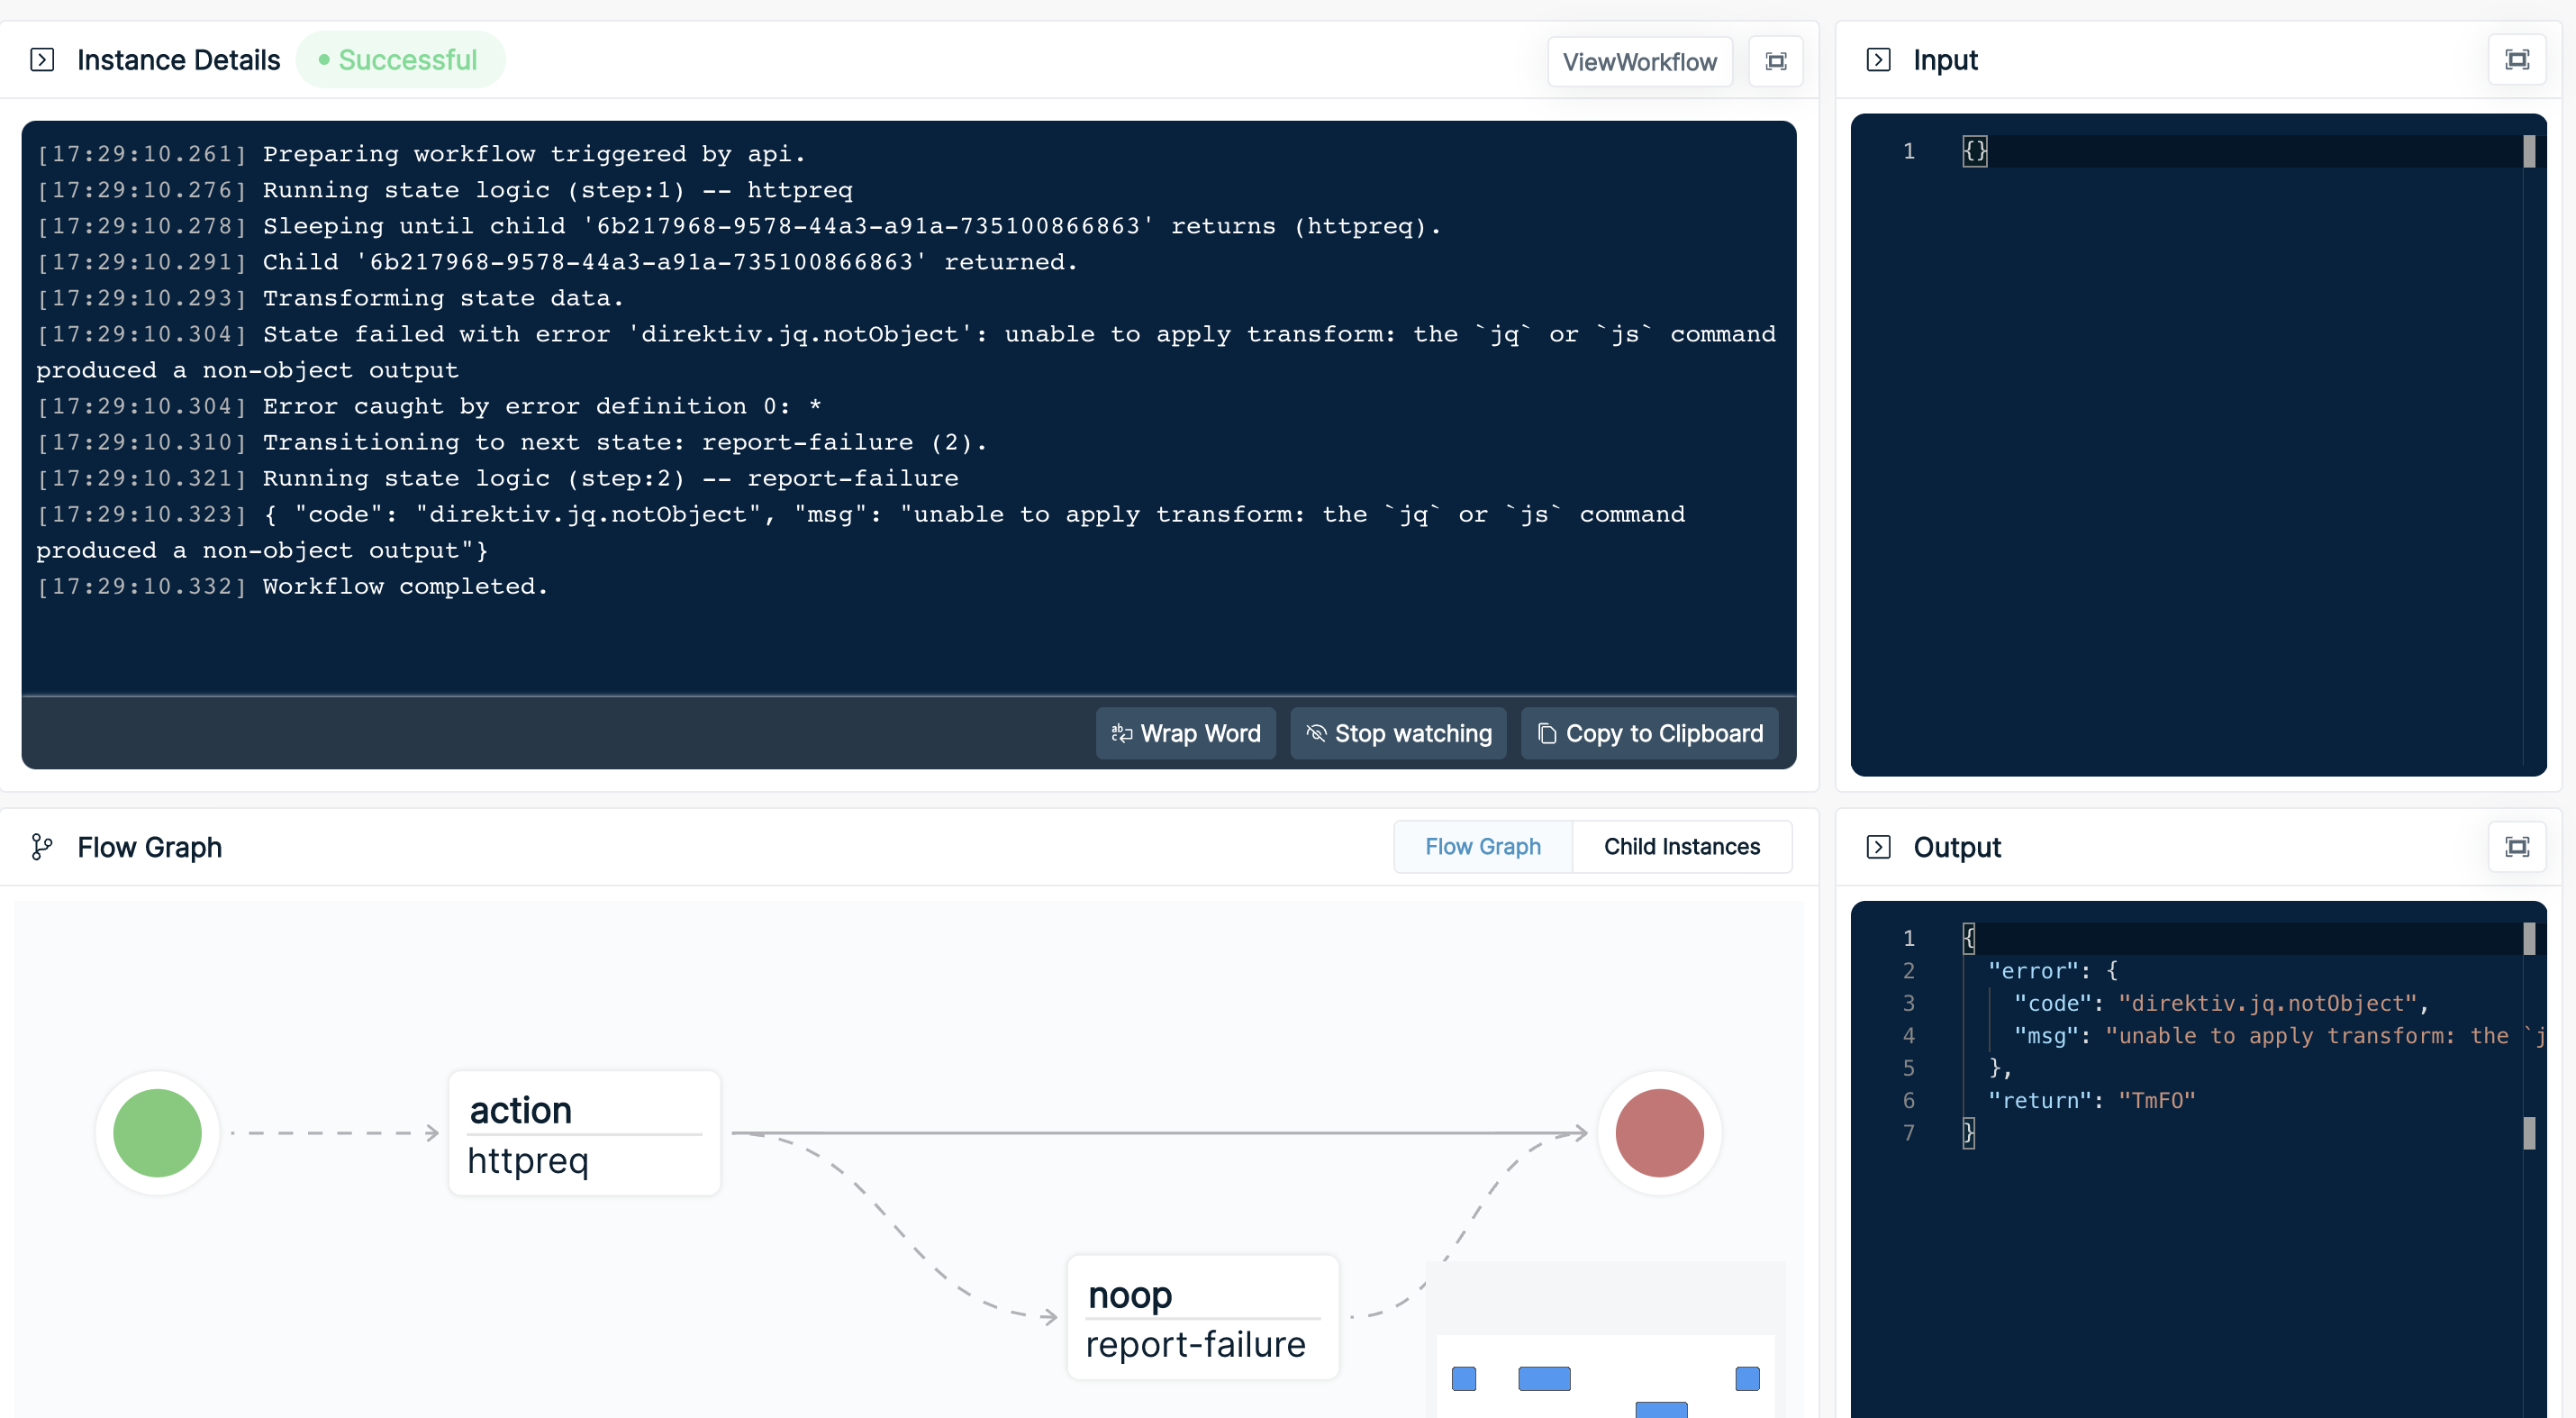 Instance Details
Successful
ViewWorkflow
[17:29:10.261] Preparing workflow triggered by api.
[17:29:10.276] Running state logic (step:1) -- httpreq
[17:29:10.278] Sleeping until child '6b217968-9578-44a3-a91a-735100866863' returns (httpreq).
[17:29:10.291] Child '6b217968-9578-44a3-a91a-735100866863' returned.
[17:29:10.293] Transforming state data.
[17:29:10.304] State failed with error 'direktiv.jq.notObject': unable to apply transform: the `jq` or `js` command
produced a non-object output
[17:29:10.304] Error caught by error definition 0: *
[17:29:10.310] Transitioning to next state: report-failure (2).
[17:29:10.321] Running state logic (step:2) -- report-failure
[17:29:10.323] { "code": "direktiv.jq.notObject", "msg": "unable to apply transform: the `jq` or `js` command
produced a non-object output"}
[17:29:10.332] Workflow completed.
Wrap Word
Stop watching
Copy to Clipboard
Input
1 {}
Flow Graph
Flow Graph
Child Instances
action
httpreq
noop
report-failure
Output
1 {
2 "error": {
3 "code": "direktiv.jq.notObject",
4 "msg": "unable to apply transform: the `j
5 },
6 "return": "TmFO"
7 }